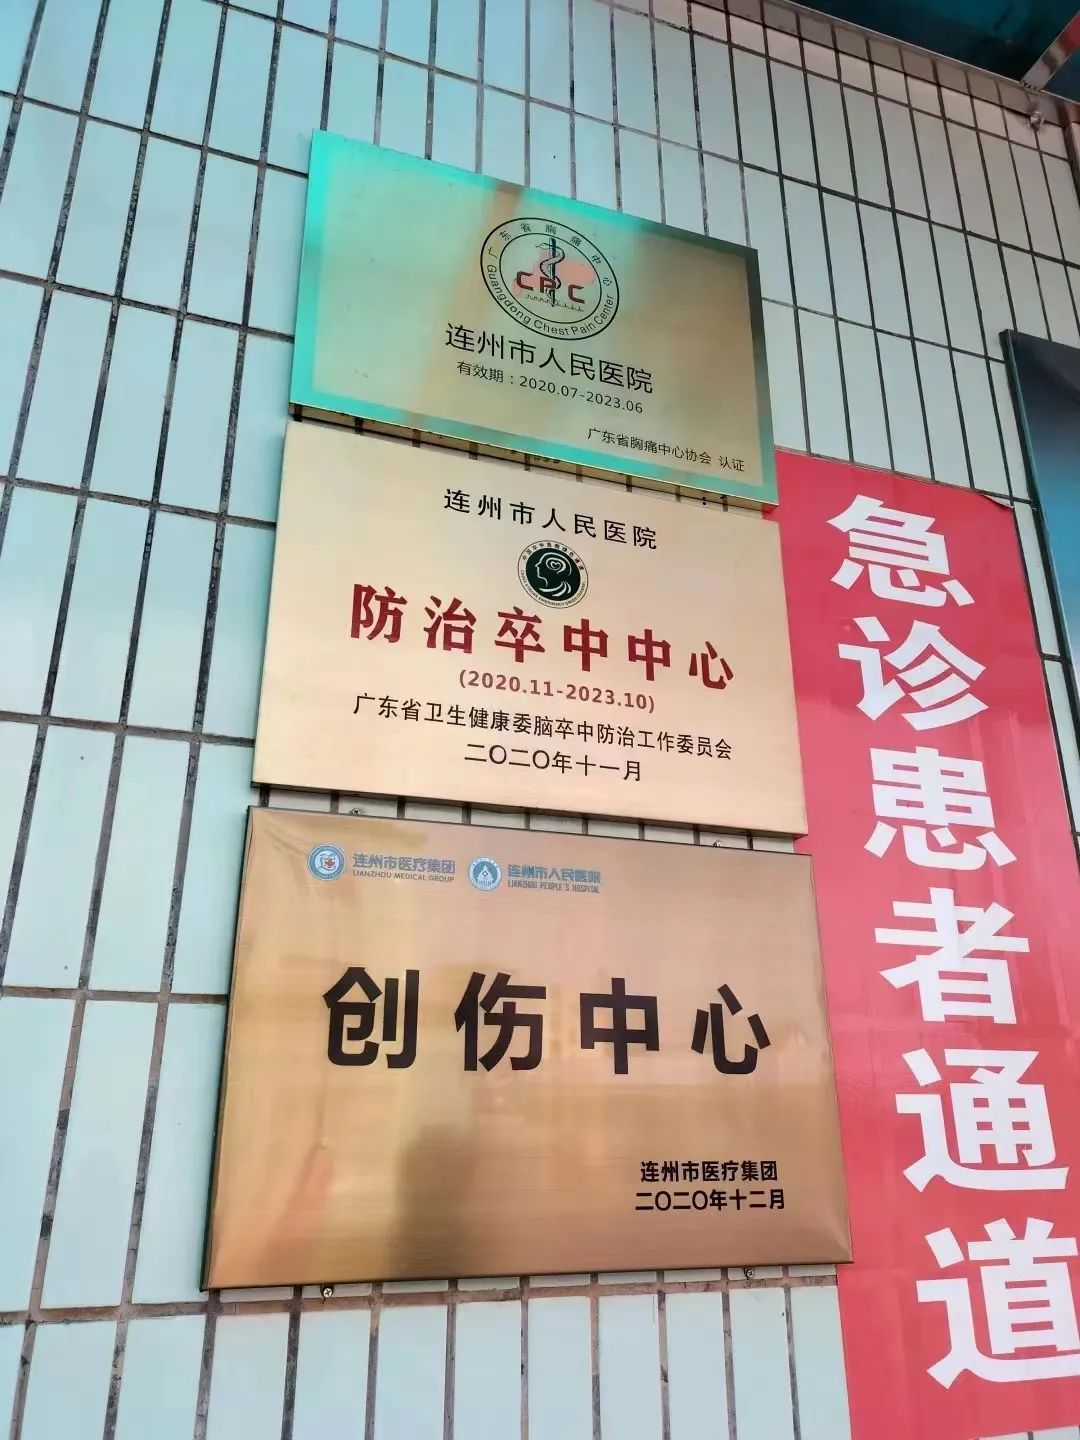 广东省胸痛中心
CPC
Guangdong Chest Pain Center
连州市人民医院
有效期：2020.07-2023.06
广东省胸痛中心协会 认证
连州市人民医院
防治卒中中心
(2020.11-2023.10)
广东省卫生健康委脑卒中防治工作委员会
二〇二〇年十一月
连州市医疗集团
LIANZHOU MEDICAL GROUP
连州市人民医院
LIANZHOU PEOPLE'S HOSPITAL
创伤中心
连州市医疗集团
二〇二〇年十二月
急诊患者通道